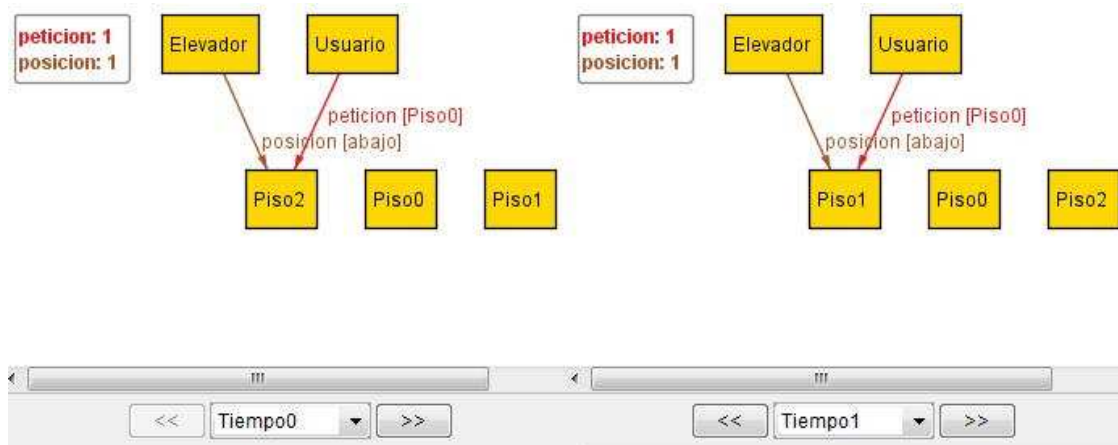 peticion: 1
posicion: 1
Elevador
Usuario
peticion [Piso0]
posicion [abajo]
Piso2
Piso0
Piso1
<<
Tiempo0
>>
peticion: 1
posicion: 1
Elevador
Usuario
peticion [Piso0]
posicion [abajo]
Piso1
Piso0
Piso2
<<
Tiempo1
>>